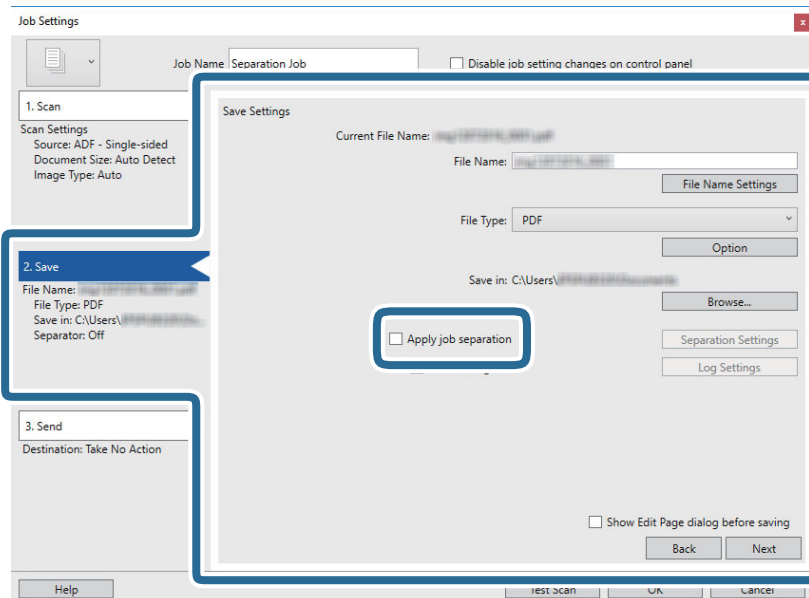 Job Settings
x
Job Name Separation Job
Disable job setting changes on control panel
1. Scan
Scan Settings
Source: ADF - Single-sided
Document Size: Auto Detect
Image Type: Auto
2. Save
File Name:
File Type: PDF
Save in: C:\Users\
Separator: Off
3. Send
Destination: Take No Action
Save Settings
Current File Name:
File Name:
File Name Settings
File Type: PDF
Option
Save in: C:\Users\
Browse...
Apply job separation
Separation Settings
Log Settings
Show Edit Page dialog before saving
Back Next
Help
Test Scan OK Cancel